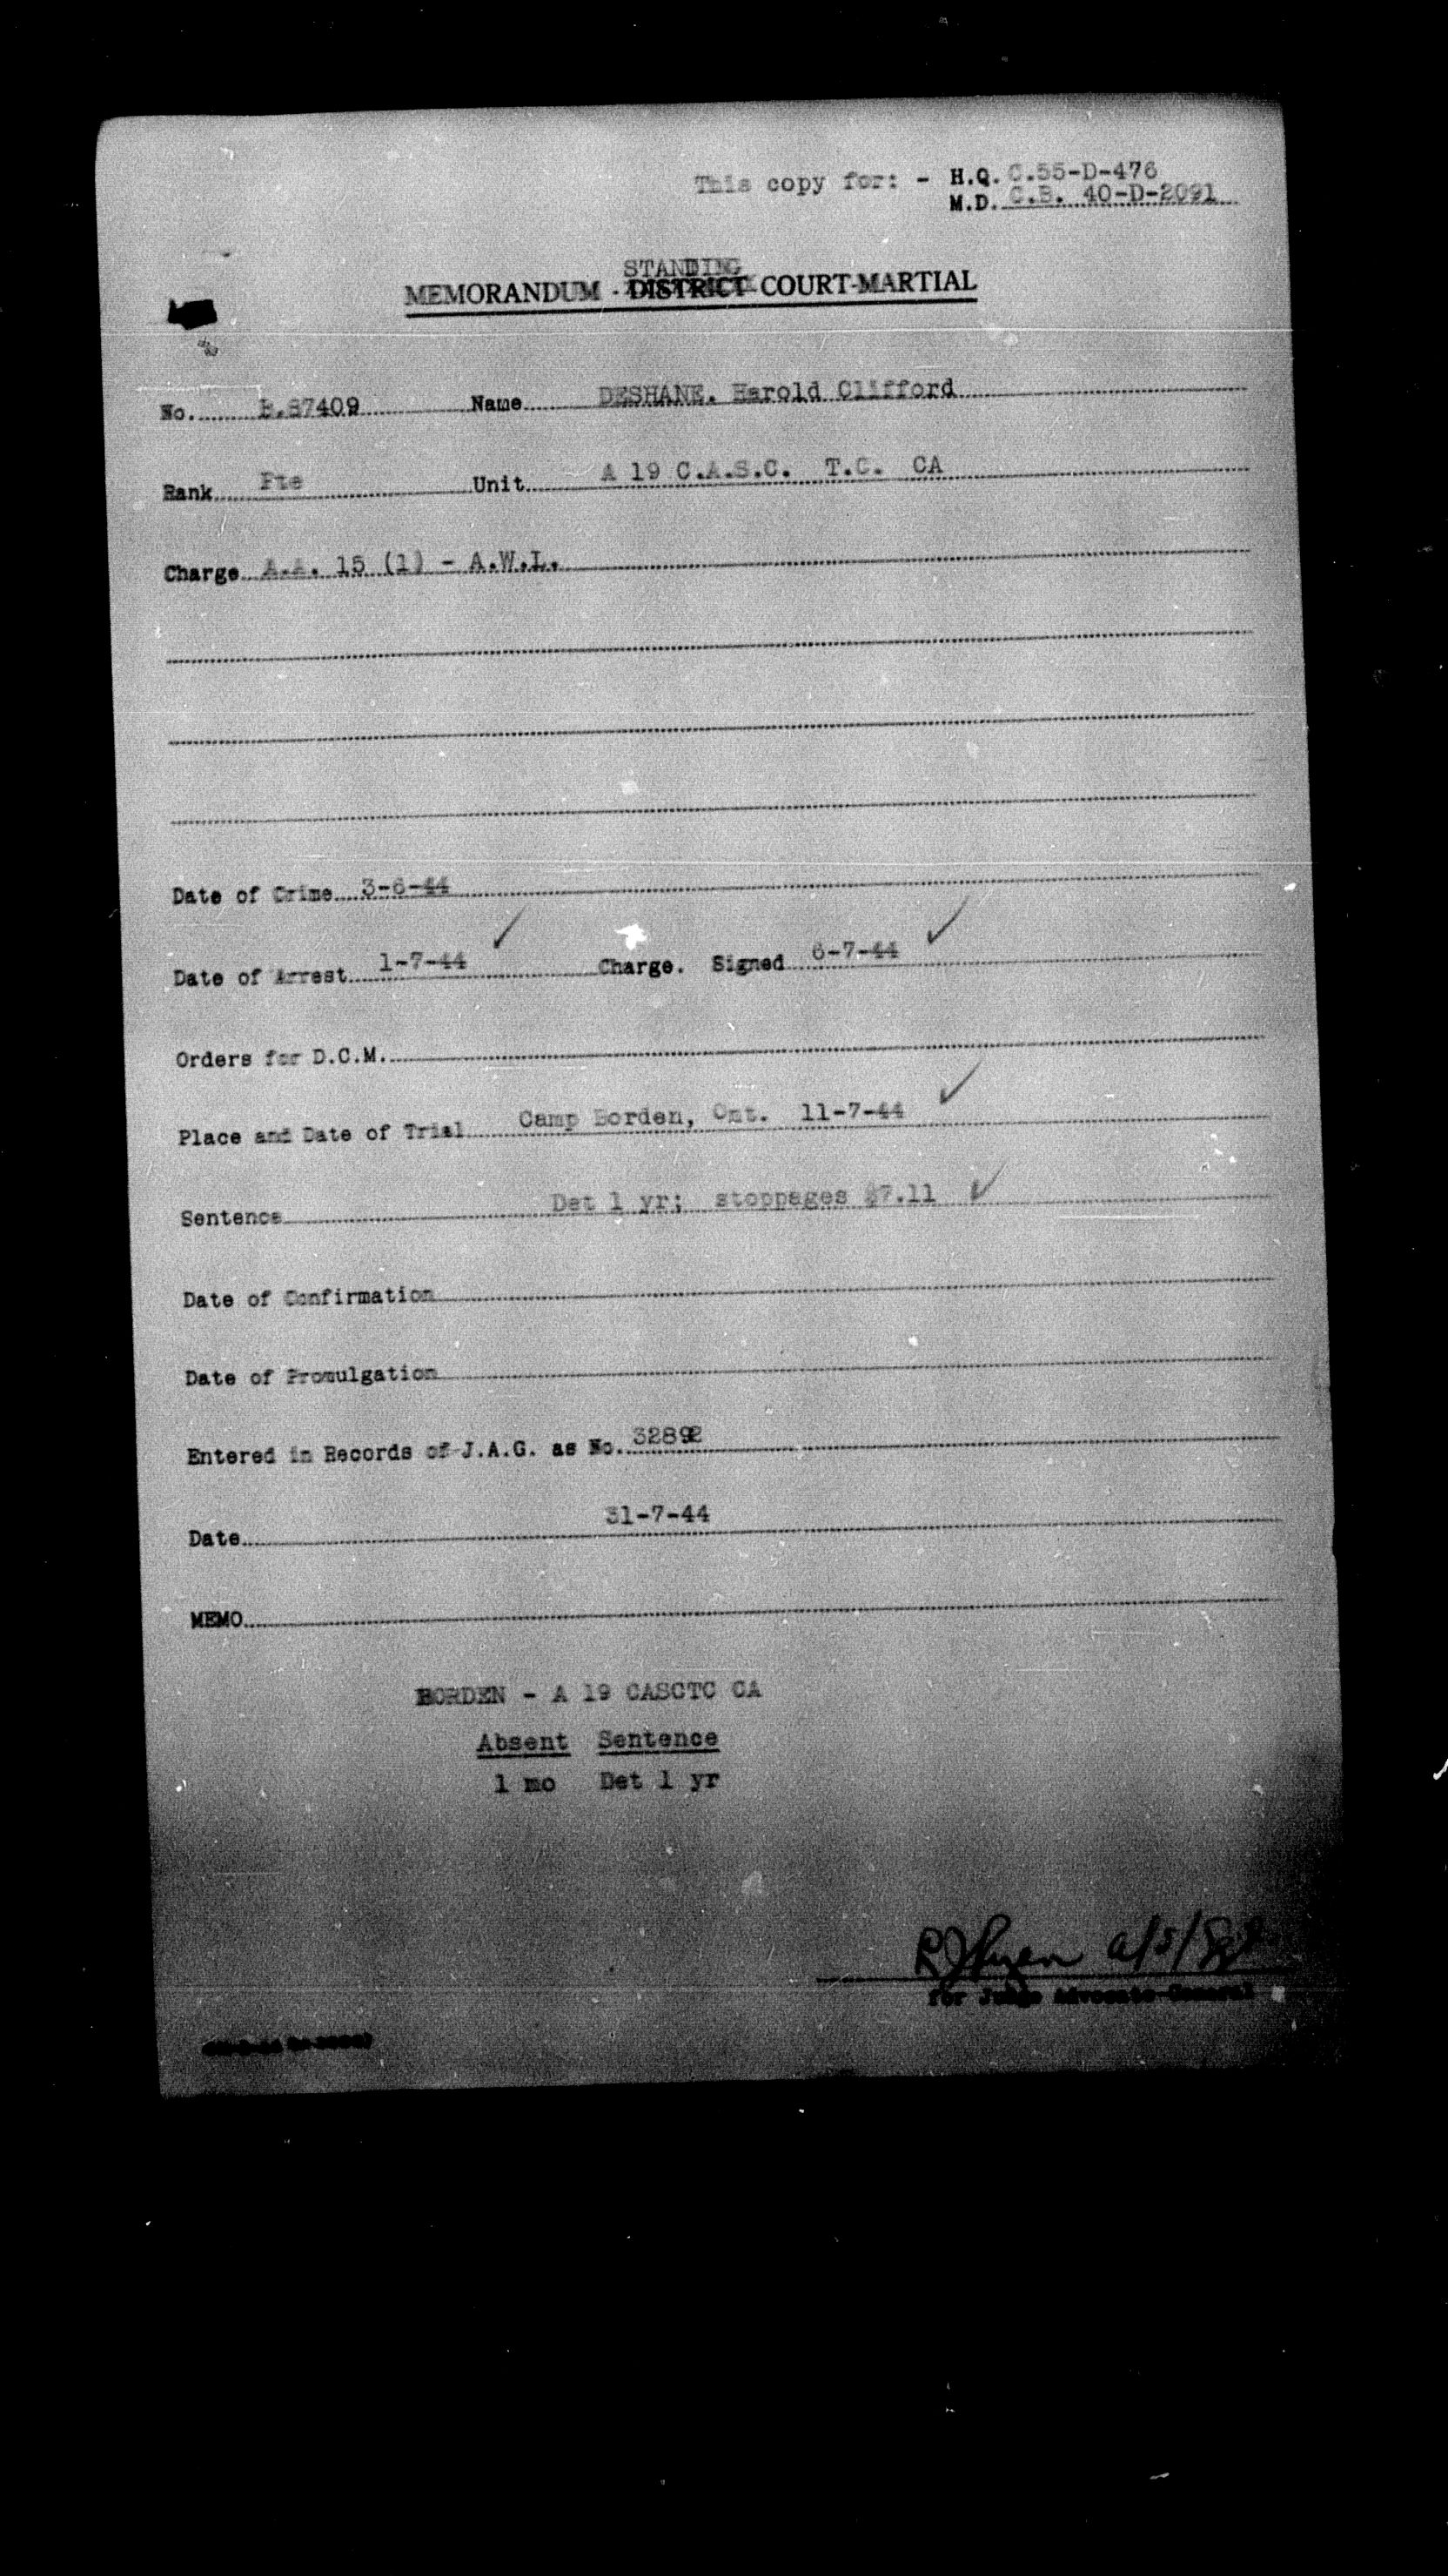 This copy for: - H.Q. C.55-D-476
M.D. C.B. 40-D-2091
STANDING
MEMORANDUM - DISTRICT COURT-MARTIAL
No. B.87409 Name DESHANE. Harold Clifford
Rank Pte Unit A 19 C.A.S.C. T.C. CA
Charge A.A. 15 (1) - A.W.L.
Date of Crime 3-6-44
Date of Arrest 1-7-44 Charge. Signed 6-7-44
Orders for D.C.M.
Place and Date of Trial Camp Borden, Ont. 11-7-44
Sentence Det 1 yr; stoppages $7.11
Date of Confirmation
Date of Promulgation
Entered in Records of J.A.G. as No. 32892
Date 31-7-44
MEMO
BORDEN - A 19 CASCTC CA
Absent Sentence
1 mo Det 1 yr
a/S/Sgt
for Judge Advocate-General